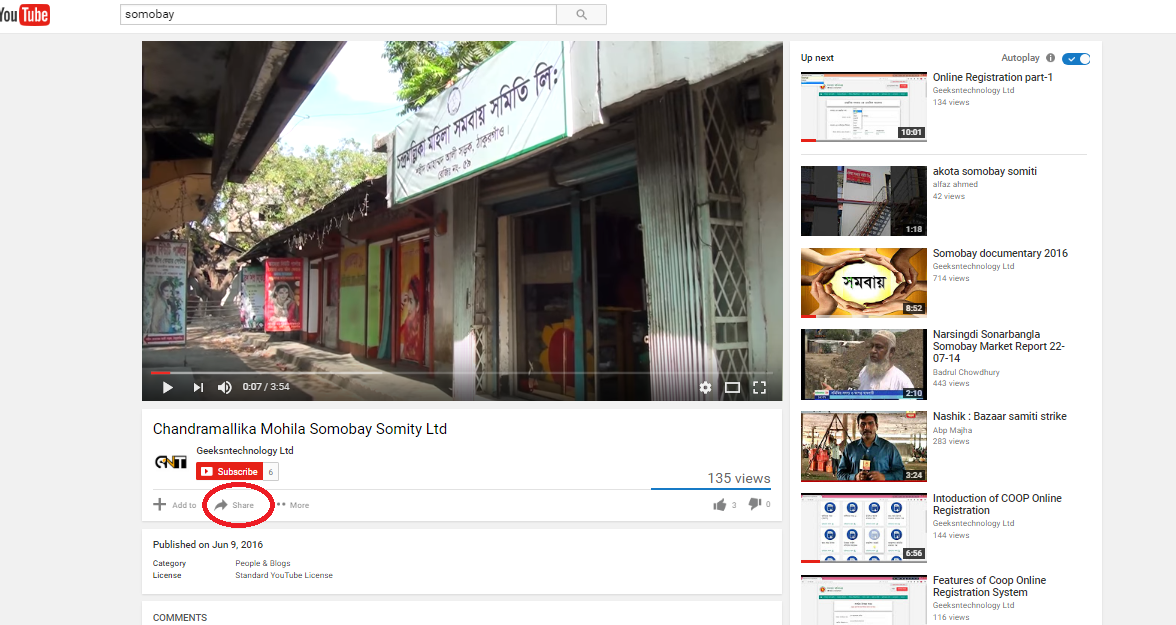 YouTube
somobay
চন্দ্রমল্লিকা মহিলা সমবায় সমিতি লি:
শহীদ মোহাম্মদ আলী সড়ক, ঠাকুরগাঁও।
রেজিঃ নং- ৫৯
0:07 / 3:54
Chandramallika Mohila Somobay Somity Ltd
Geeksntechnology Ltd
GNT
Subscribe 6
135 views
Add to
Share
More
3
0
Published on Jun 9, 2016
Category People & Blogs
License Standard YouTube License
COMMENTS
Up next
Autoplay
10:01
Online Registration part-1
Geeksntechnology Ltd
134 views
1:18
akota somobay somiti
alfaz ahmed
42 views
সমবায়
8:52
Somobay documentary 2016
Geeksntechnology Ltd
714 views
2:10
Narsingdi Sonarbangla
Somobay Market Report 22-
07-14
Badrul Chowdhury
443 views
3:24
Nashik : Bazaar samiti strike
Abp Majha
283 views
6:56
Intoduction of COOP Online
Registration
Geeksntechnology Ltd
144 views
Features of Coop Online
Registration System
Geeksntechnology Ltd
116 views